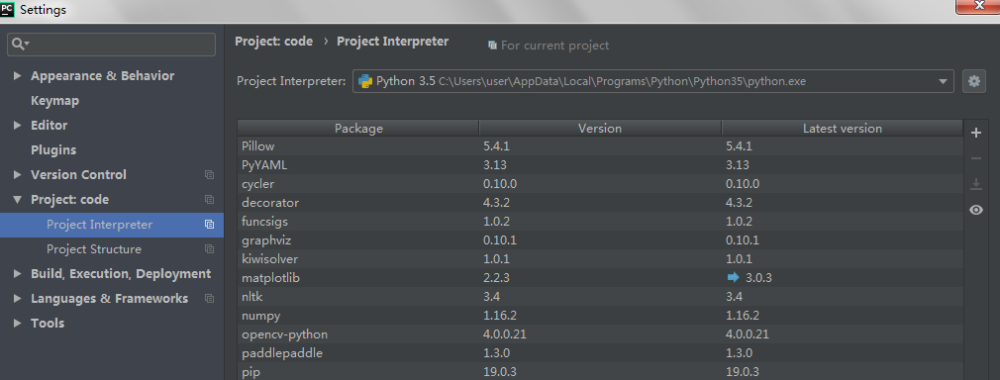 PC Settings
Project: code › Project Interpreter For current project
Appearance & Behavior
Keymap
Editor
Plugins
Version Control
Project: code
Project Interpreter
Project Structure
Build, Execution, Deployment
Languages & Frameworks
Tools
Project Interpreter: Python 3.5 C:\Users\user\AppData\Local\Programs\Python\Python35\python.exe
Package Version Latest version
Pillow 5.4.1 5.4.1
PyYAML 3.13 3.13
cycler 0.10.0 0.10.0
decorator 4.3.2 4.3.2
funcsigs 1.0.2 1.0.2
graphviz 0.10.1 0.10.1
kiwisolver 1.0.1 1.0.1
matplotlib 2.2.3 3.0.3
nltk 3.4 3.4
numpy 1.16.2 1.16.2
opencv-python 4.0.0.21 4.0.0.21
paddlepaddle 1.3.0 1.3.0
pip 19.0.3 19.0.3